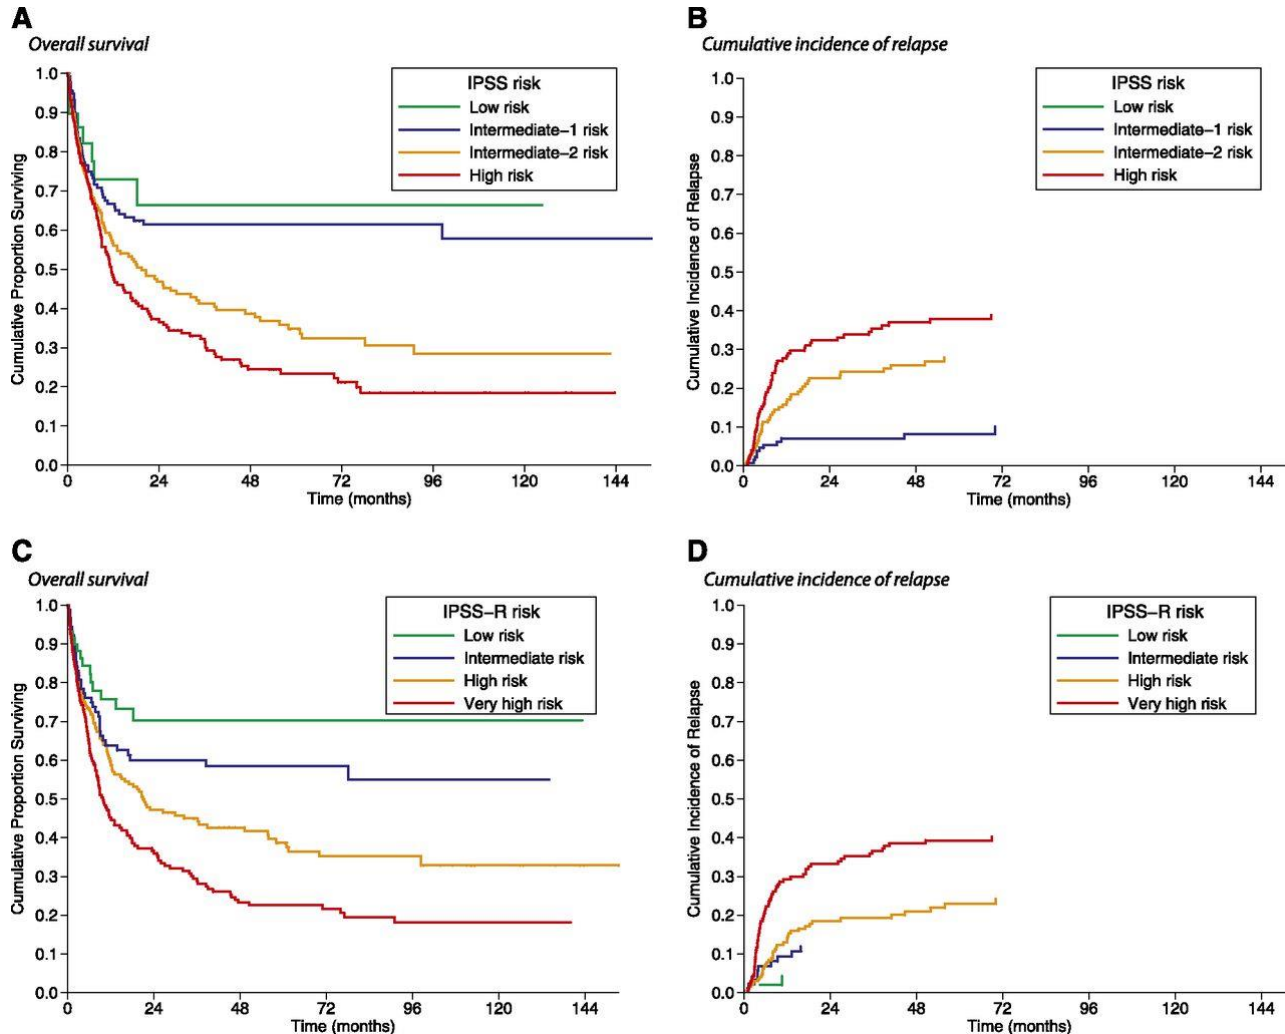 A
Overall survival
Cumulative Proportion Surviving
1.0
0.9
0.8
0.7
0.6
0.5
0.4
0.3
0.2
0.1
0.0
0 24 48 72 96 120 144
Time (months)
IPSS risk
Low risk
Intermediate-1 risk
Intermediate-2 risk
High risk
B
Cumulative incidence of relapse
Cumulative Incidence of Relapse
1.0
0.9
0.8
0.7
0.6
0.5
0.4
0.3
0.2
0.1
0.0
0 24 48 72 96 120 144
Time (months)
IPSS risk
Low risk
Intermediate-1 risk
Intermediate-2 risk
High risk
C
Overall survival
Cumulative Proportion Surviving
1.0
0.9
0.8
0.7
0.6
0.5
0.4
0.3
0.2
0.1
0.0
0 24 48 72 96 120 144
Time (months)
IPSS-R risk
Low risk
Intermediate risk
High risk
Very high risk
D
Cumulative incidence of relapse
Cumulative Incidence of Relapse
1.0
0.9
0.8
0.7
0.6
0.5
0.4
0.3
0.2
0.1
0.0
0 24 48 72 96 120 144
Time (months)
IPSS-R risk
Low risk
Intermediate risk
High risk
Very high risk